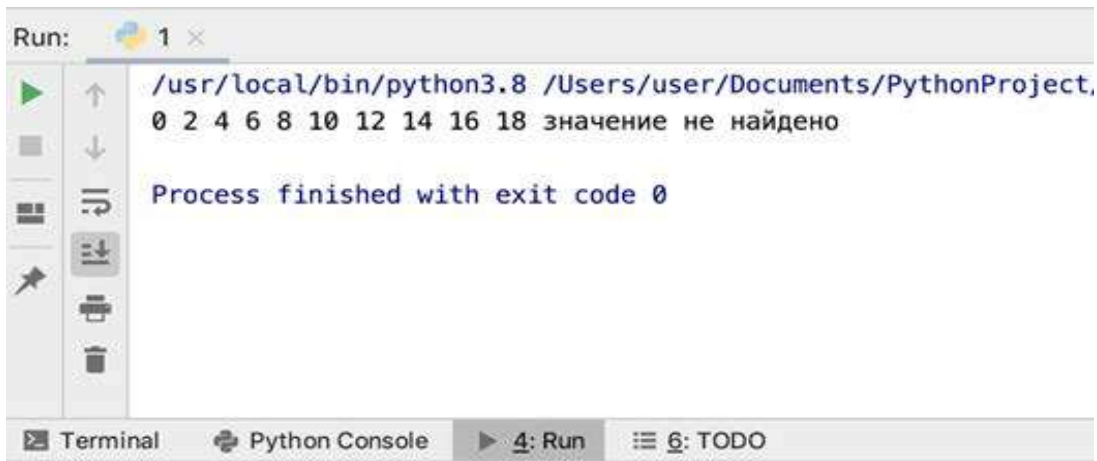 Run: 1
/usr/local/bin/python3.8 /Users/user/Documents/PythonProject/
0 2 4 6 8 10 12 14 16 18 значение не найдено
Process finished with exit code 0
Terminal Python Console 4: Run 6: TODO